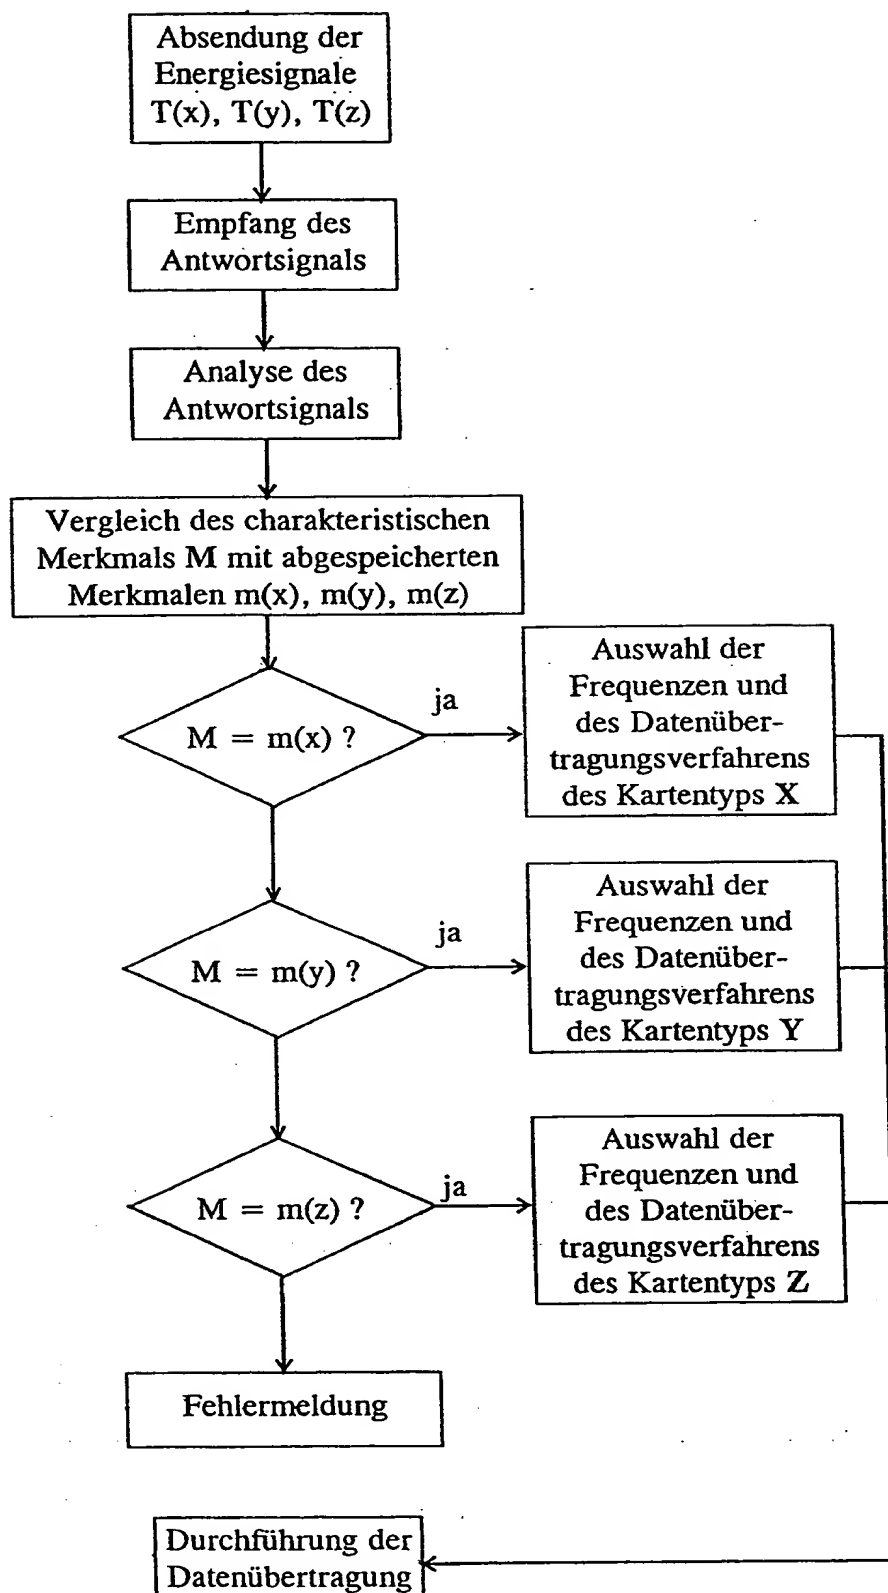 Absendung der
Energiesignale
T(x), T(y), T(z)
Empfang des
Antwortsignals
Analyse des
Antwortsignals
Vergleich des charakteristischen
Merkmals M mit abgespeicherten
Merkmalen m(x), m(y), m(z)
M = m(x) ?
ja
Auswahl der
Frequenzen und
des Datenüber-
tragungsverfahrens
des Kartentyps X
M = m(y) ?
ja
Auswahl der
Frequenzen und
des Datenüber-
tragungsverfahrens
des Kartentyps Y
M = m(z) ?
ja
Auswahl der
Frequenzen und
des Datenüber-
tragungsverfahrens
des Kartentyps Z
Fehlermeldung
Durchführung der
Datenübertragung